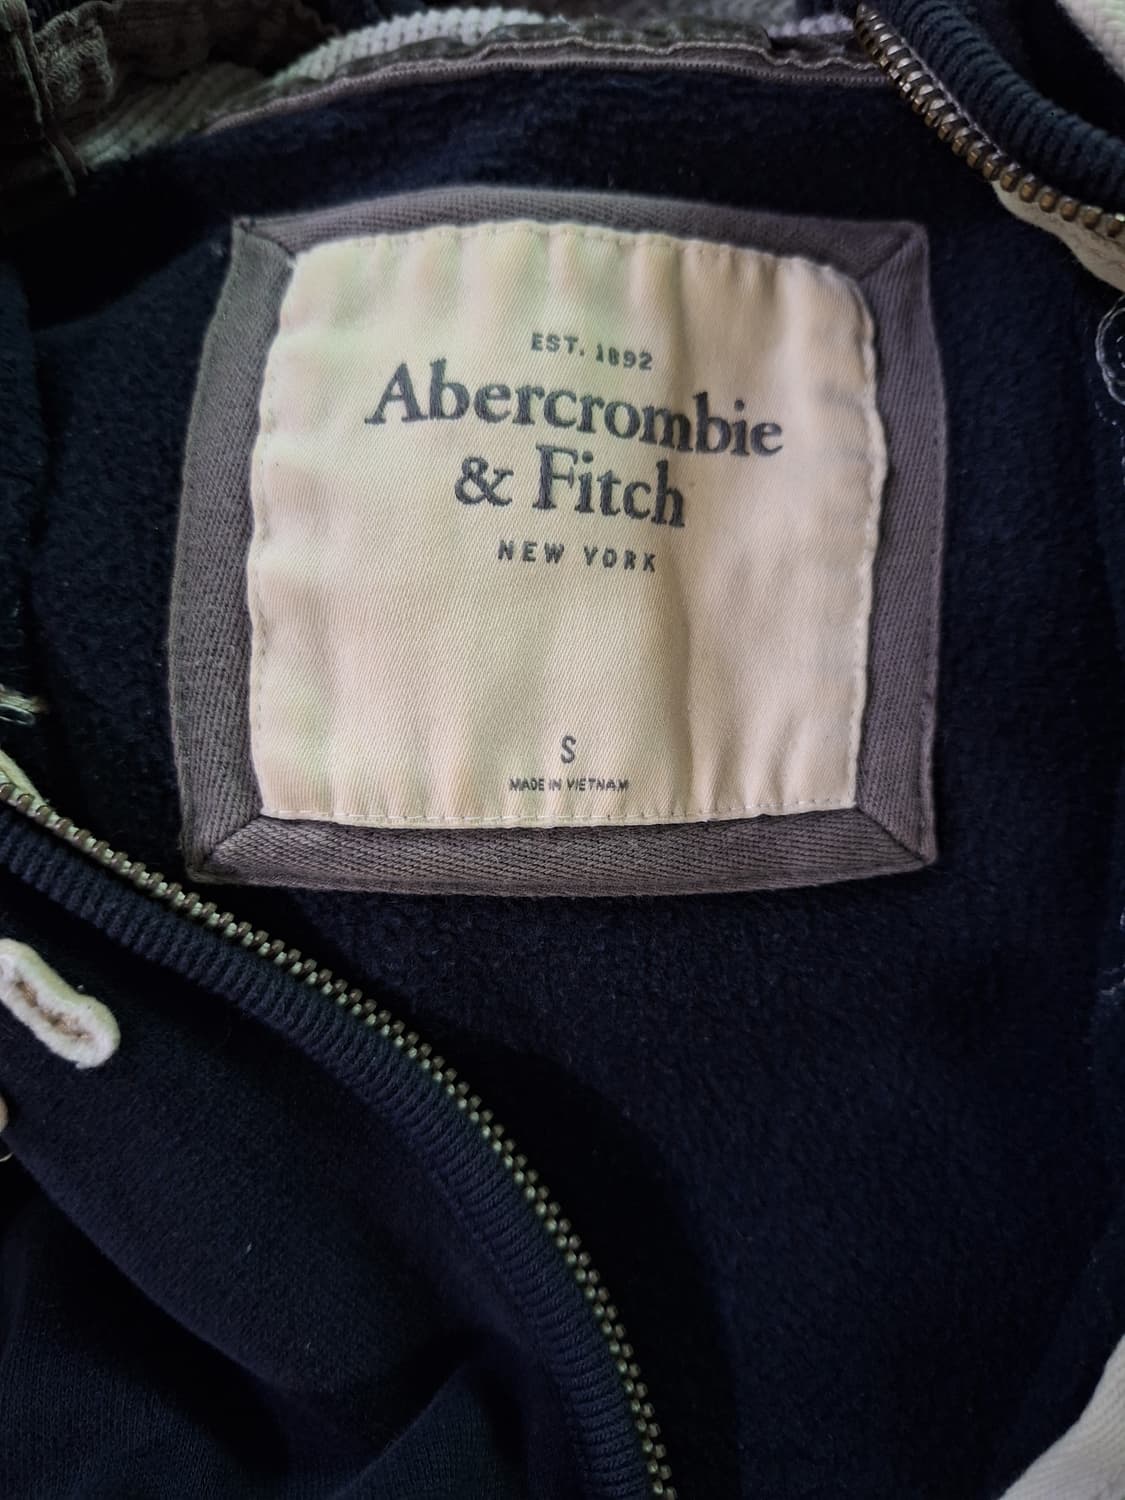 EST. 1892
Abercrombie
& Fitch
NEW YORK
S
MADE IN VIETNAM